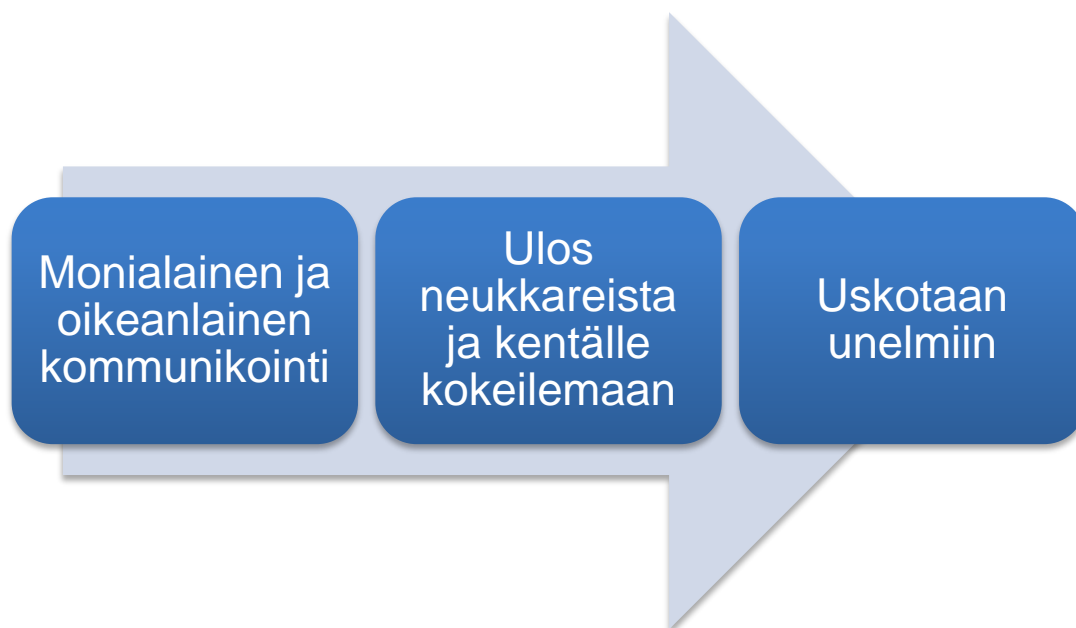 Monialainen ja
oikeanlainen
kommunikointi
Ulos
neukkareista
ja kentälle
kokeilemaan
Uskotaan
unelmiin